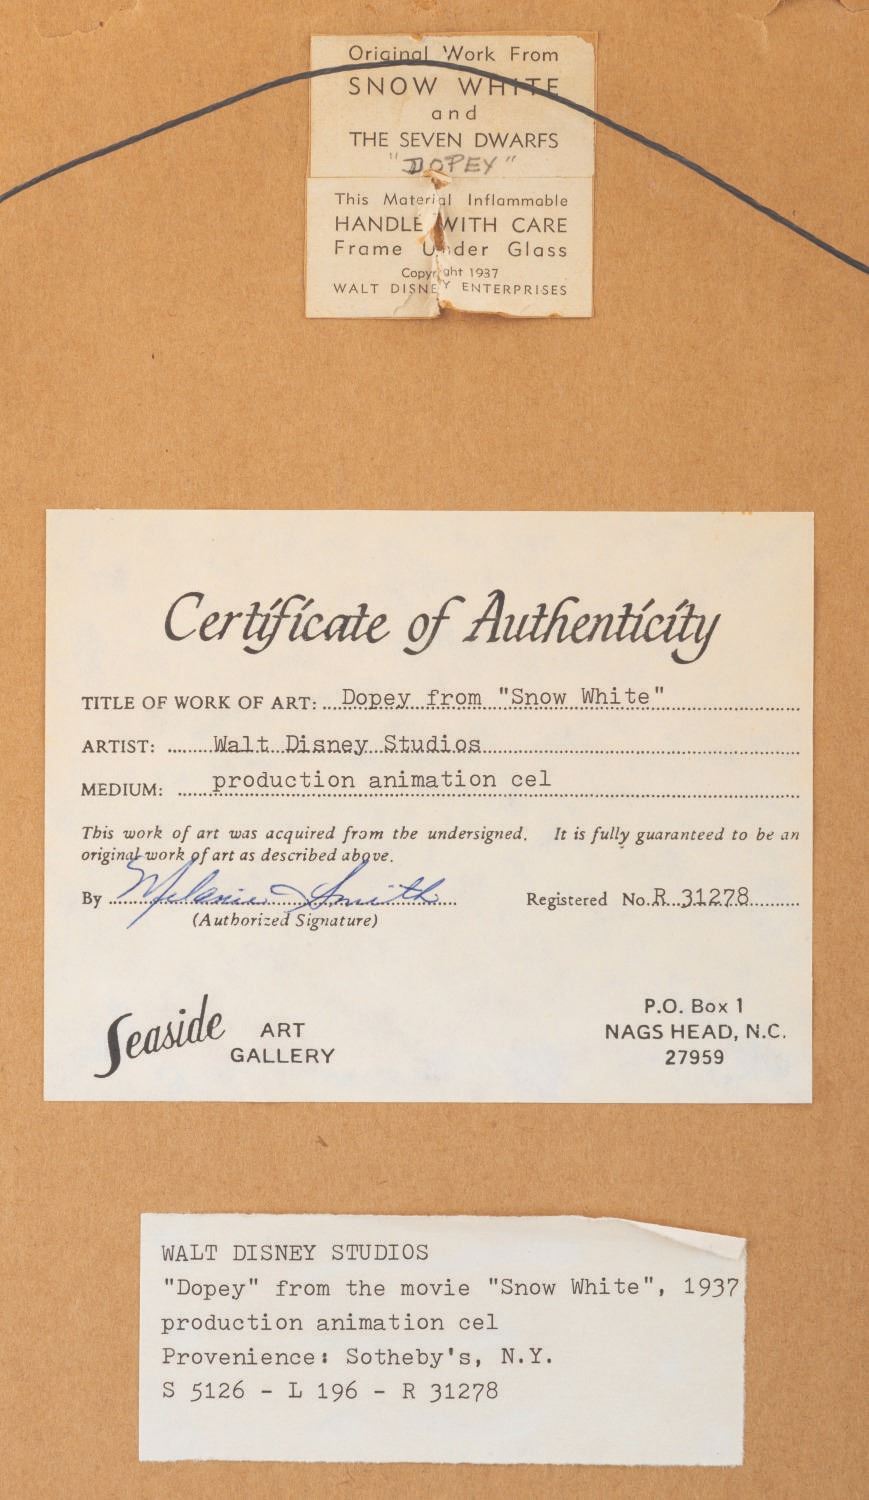 Original Work From
SNOW WHITE
and
THE SEVEN DWARFS
"DOPEY"
This Material Inflammable
HANDLE WITH CARE
Frame Under Glass
Copyright 1937
WALT DISNEY ENTERPRISES
Certificate of Authenticity
TITLE OF WORK OF ART: Dopey from "Snow White"
ARTIST: Walt Disney Studios
MEDIUM: production animation cel
This work of art was acquired from the undersigned. It is fully guaranteed to be an
original work of art as described above.
By Melanie Smith Registered No. R 31278
(Authorized Signature)
Seaside ART GALLERY
P.O. Box 1
NAGS HEAD, N.C.
27959
WALT DISNEY STUDIOS
"Dopey" from the movie "Snow White", 1937
production animation cel
Provenience: Sotheby's, N.Y.
S 5126 - L 196 - R 31278